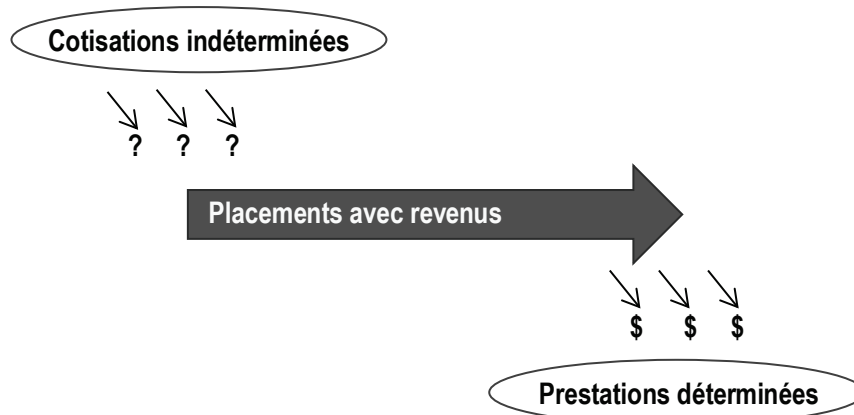 Cotisations indéterminées
? ? ?
Placements avec revenus
$ $ $
Prestations déterminées